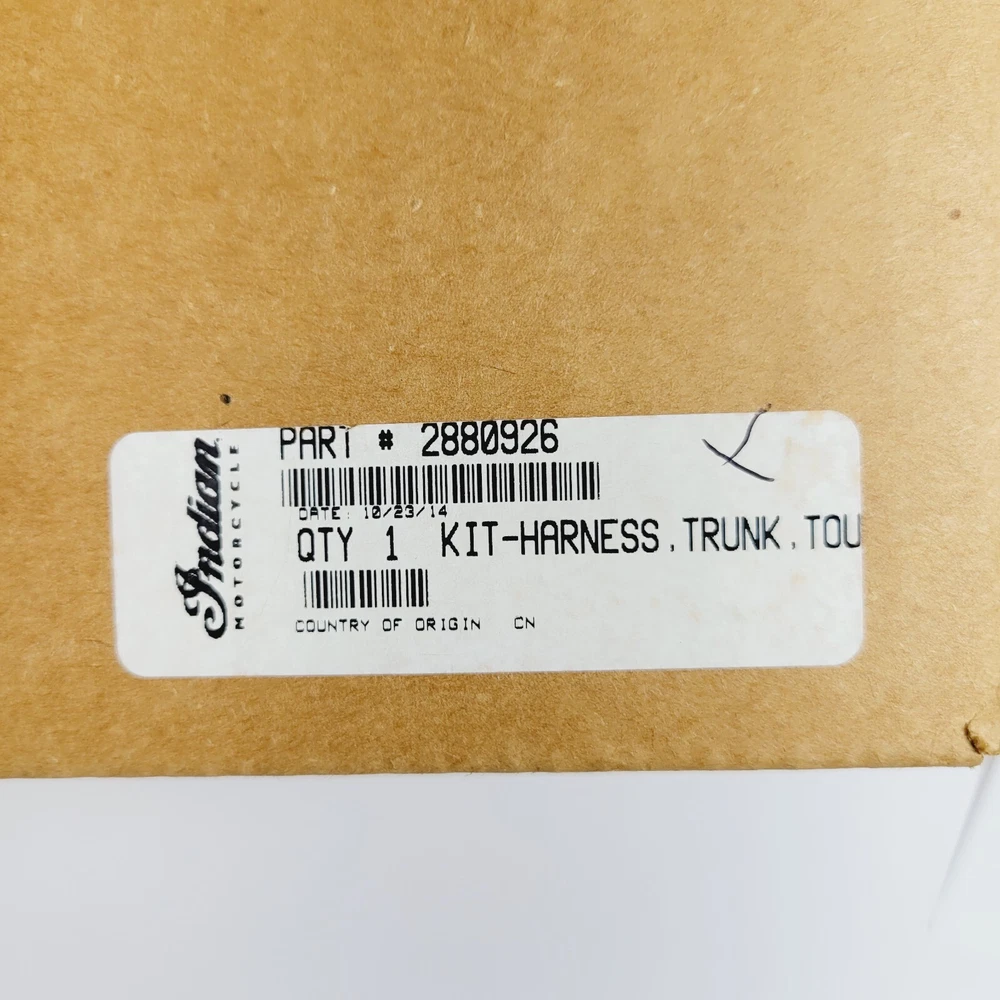 Indian
MOTORCYCLE
PART # 2880926
DATE: 10/23/14
QTY 1 KIT-HARNESS,TRUNK,TOU
COUNTRY OF ORIGIN CN